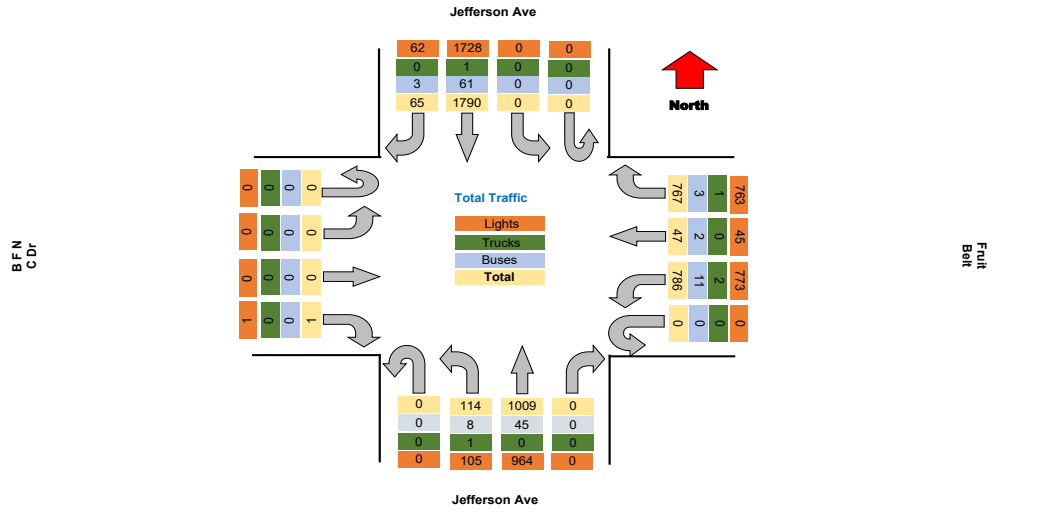 Jefferson Ave
62 1728 0 0
0 1 0 0
3 61 0 0
65 1790 0 0
North
0 0 0 0
0 0 0 0
0 0 0 0
1 0 0 1
B F N
C Dr
Total Traffic
Lights
Trucks
Buses
Total
767 3 1 763
47 2 0 45
786 11 2 773
0 0 0 0
Fruit
Belt
0 114 1009 0
0 8 45 0
0 1 0 0
0 105 964 0
Jefferson Ave